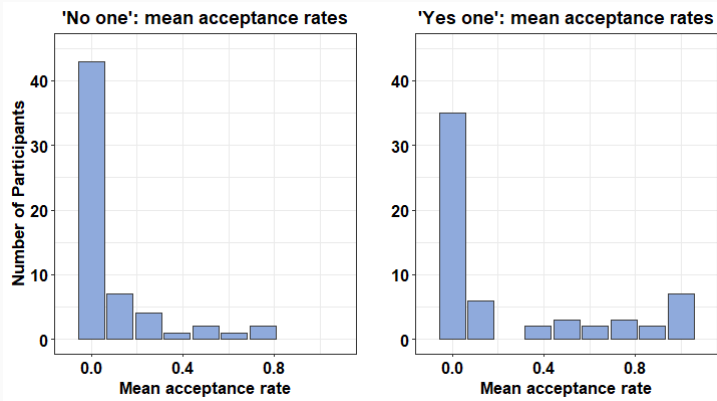 'No one': mean acceptance rates
Number of Participants
40
30
20
10
0
0.0 0.4 0.8
Mean acceptance rate
'Yes one': mean acceptance rates
40
30
20
10
0
0.0 0.4 0.8
Mean acceptance rate